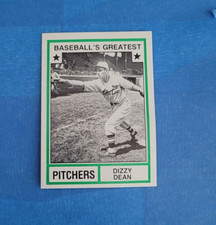 BASEBALL'S GREATEST
PITCHERS
DIZZY
DEAN